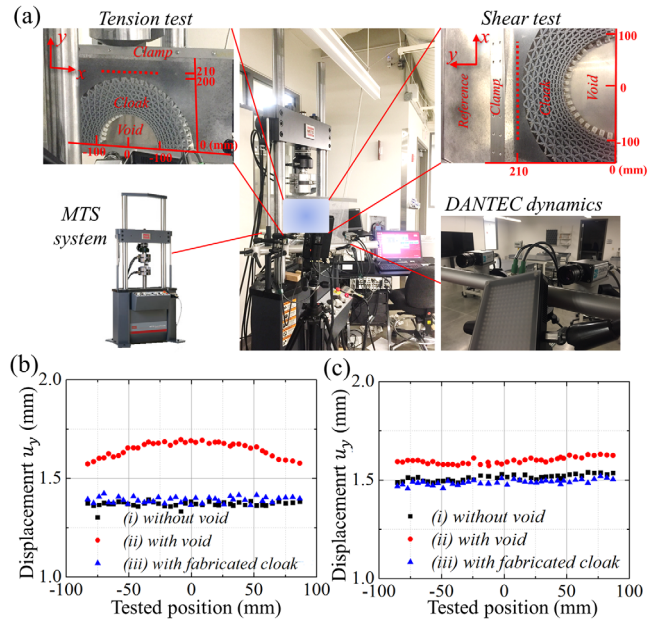 (a)
Tension test
Shear test
y
x
Clamp
210
200
Cloak
Void
100
0
-100
0 (mm)
x
y
Reference
Clamp
Cloak
Void
100
0
-100
210
0 (mm)
MTS
system
DANTEC dynamics
(b)
2.0
1.5
1.0
Displacemenrt u_y (mm)
(i) without void
(ii) with void
(iii) with fabricated cloak
-100
-50
0
50
100
Tested position (mm)
(c)
2.0
1.5
1.0
Displacemenrt u_y (mm)
(i) without void
(ii) with void
(iii) with fabricated cloak
-100
-50
0
50
100
Tested position (mm)